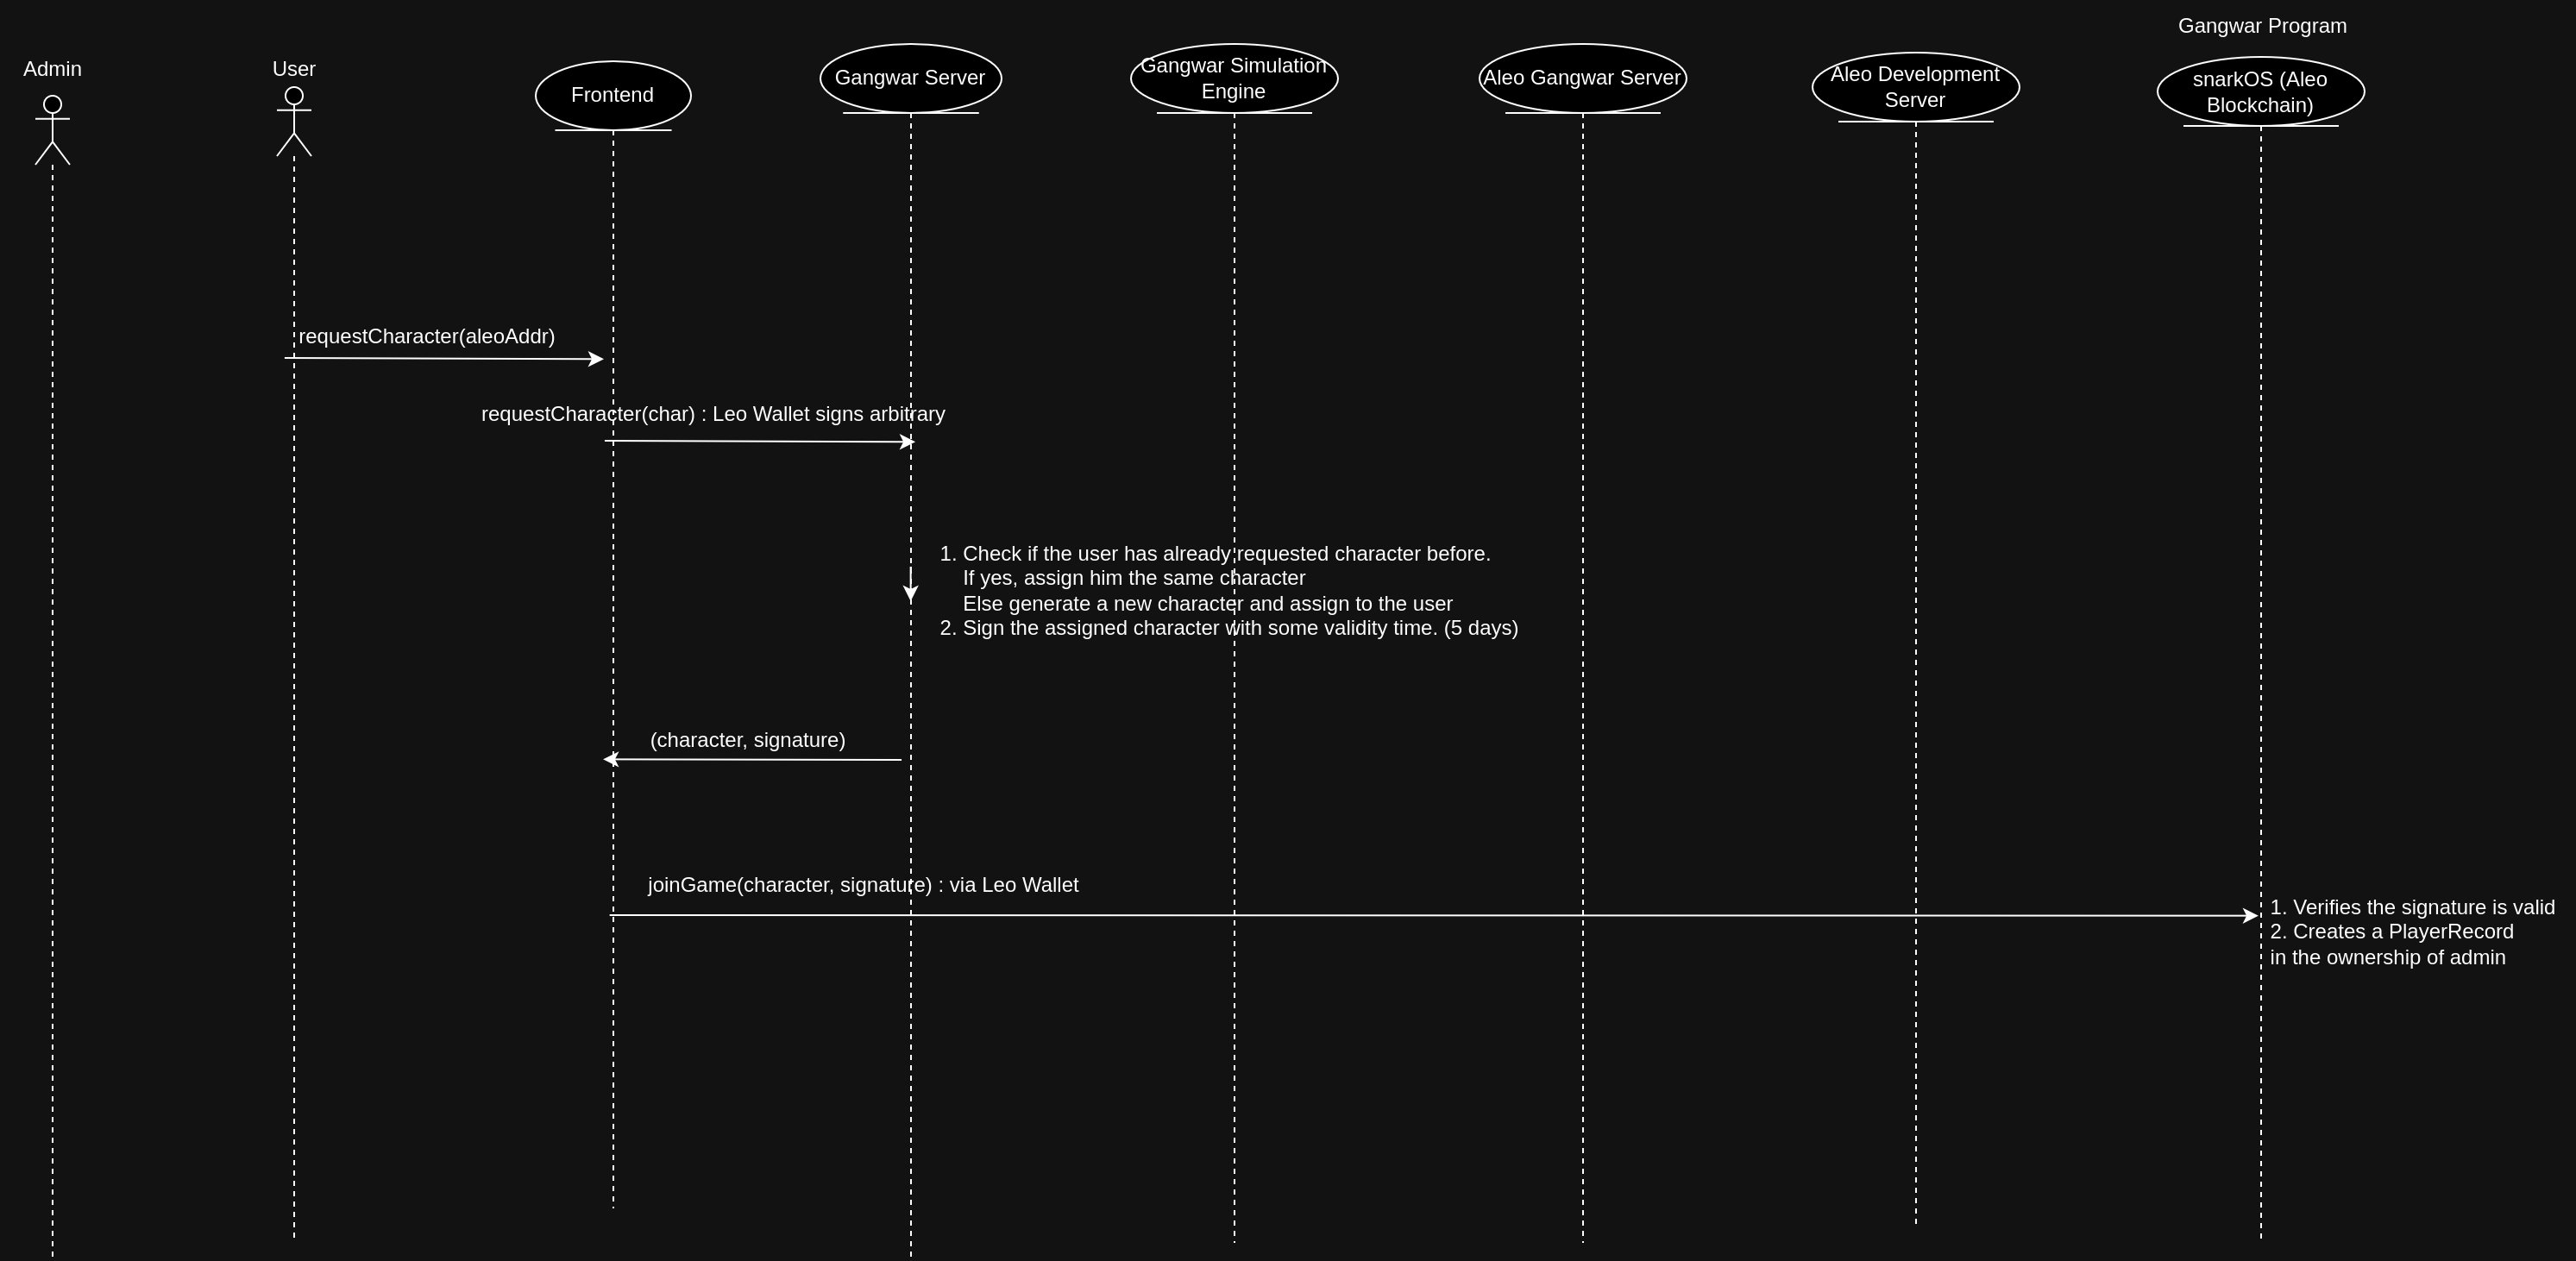 Gangwar Program
Admin
User
Frontend
Gangwar Server
Gangwar Simulation
Engine
Aleo Gangwar Server
Aleo Development
Server
snarkOS (Aleo
Blockchain)
requestCharacter(aleoAddr)
requestCharacter(char) : Leo Wallet signs arbitrary
1. Check if the user has already requested character before.
If yes, assign him the same character
Else generate a new character and assign to the user
2. Sign the assigned character with some validity time. (5 days)
(character, signature)
joinGame(character, signature) : via Leo Wallet
1. Verifies the signature is valid
2. Creates a PlayerRecord
in the ownership of admin